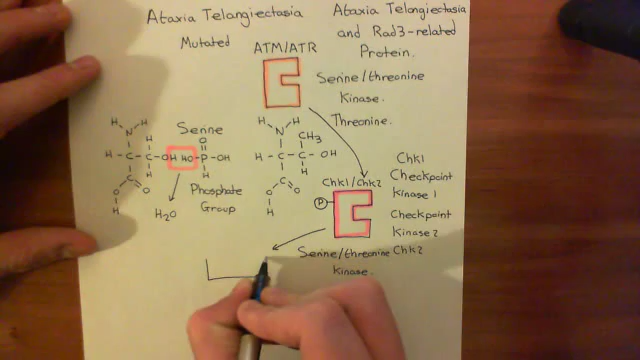 Ataxia Telangiectasia
Mutated
Ataxia Telangiectasia
and Rad3-related
Protein.
ATM/ATR
Serine/threonine
Kinase.
Threonine.
Serine
H H
N
H
H - C - C - OH HO - P - OH
O
H H
H
C
O
O
H
H2O
Phosphate
Group
H H
N
CH3
H - C - C - OH
H
C
O
O
H
Chk1
Checkpoint
Kinase 1
Checkpoint
Kinase 2
Chk2
Chk1/Chk2
P
Serine/threonine
Kinase.